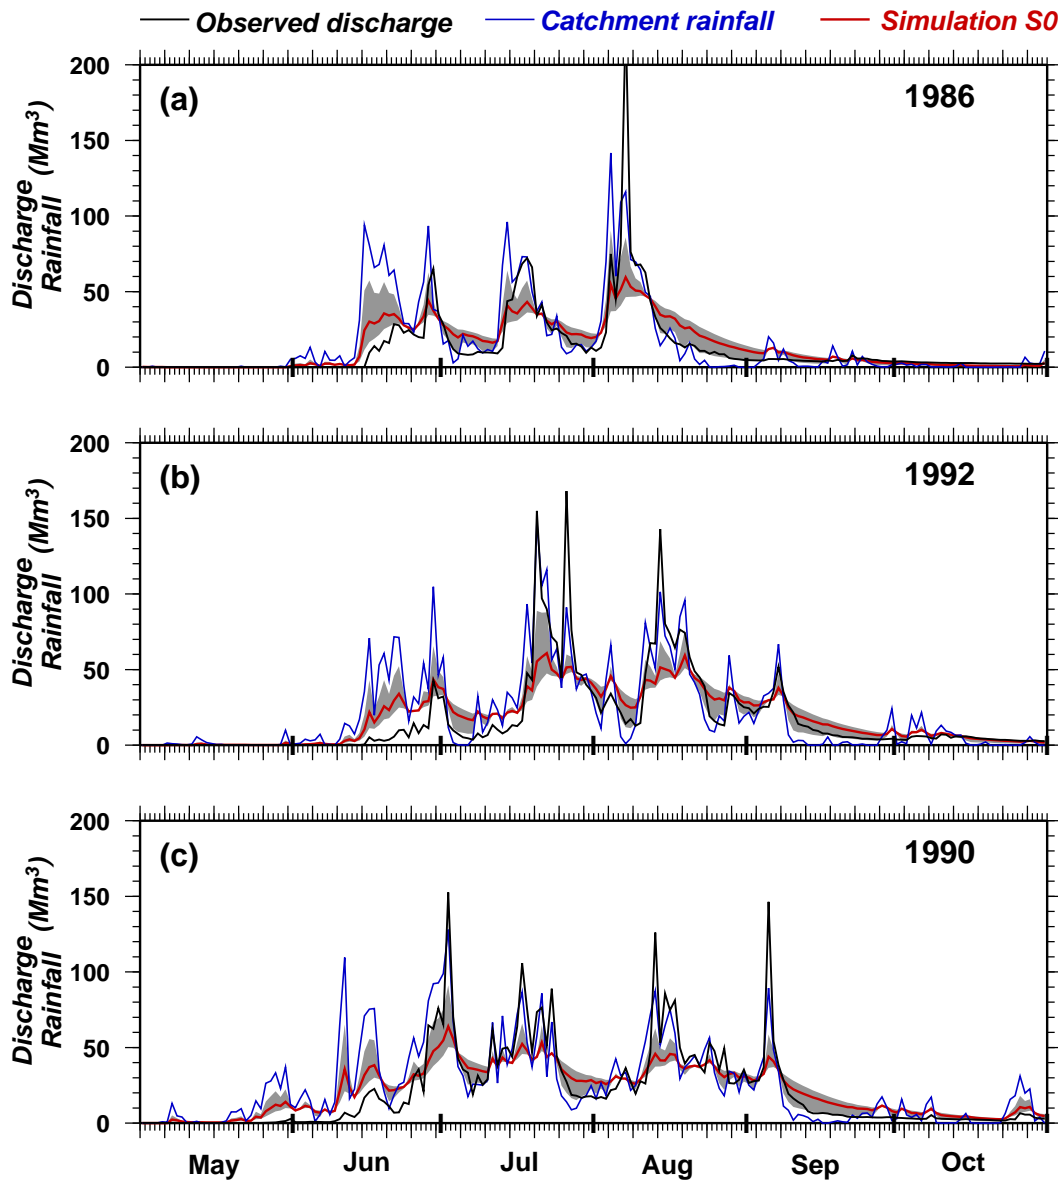 Observed discharge Catchment rainfall Simulation S0
(a) 1986
200
150
100
50
0
Discharge
Rainfall (Mm³)
(b) 1992
200
150
100
50
0
Discharge
Rainfall (Mm³)
(c) 1990
200
150
100
50
0
Discharge
Rainfall (Mm³)
May Jun Jul Aug Sep Oct